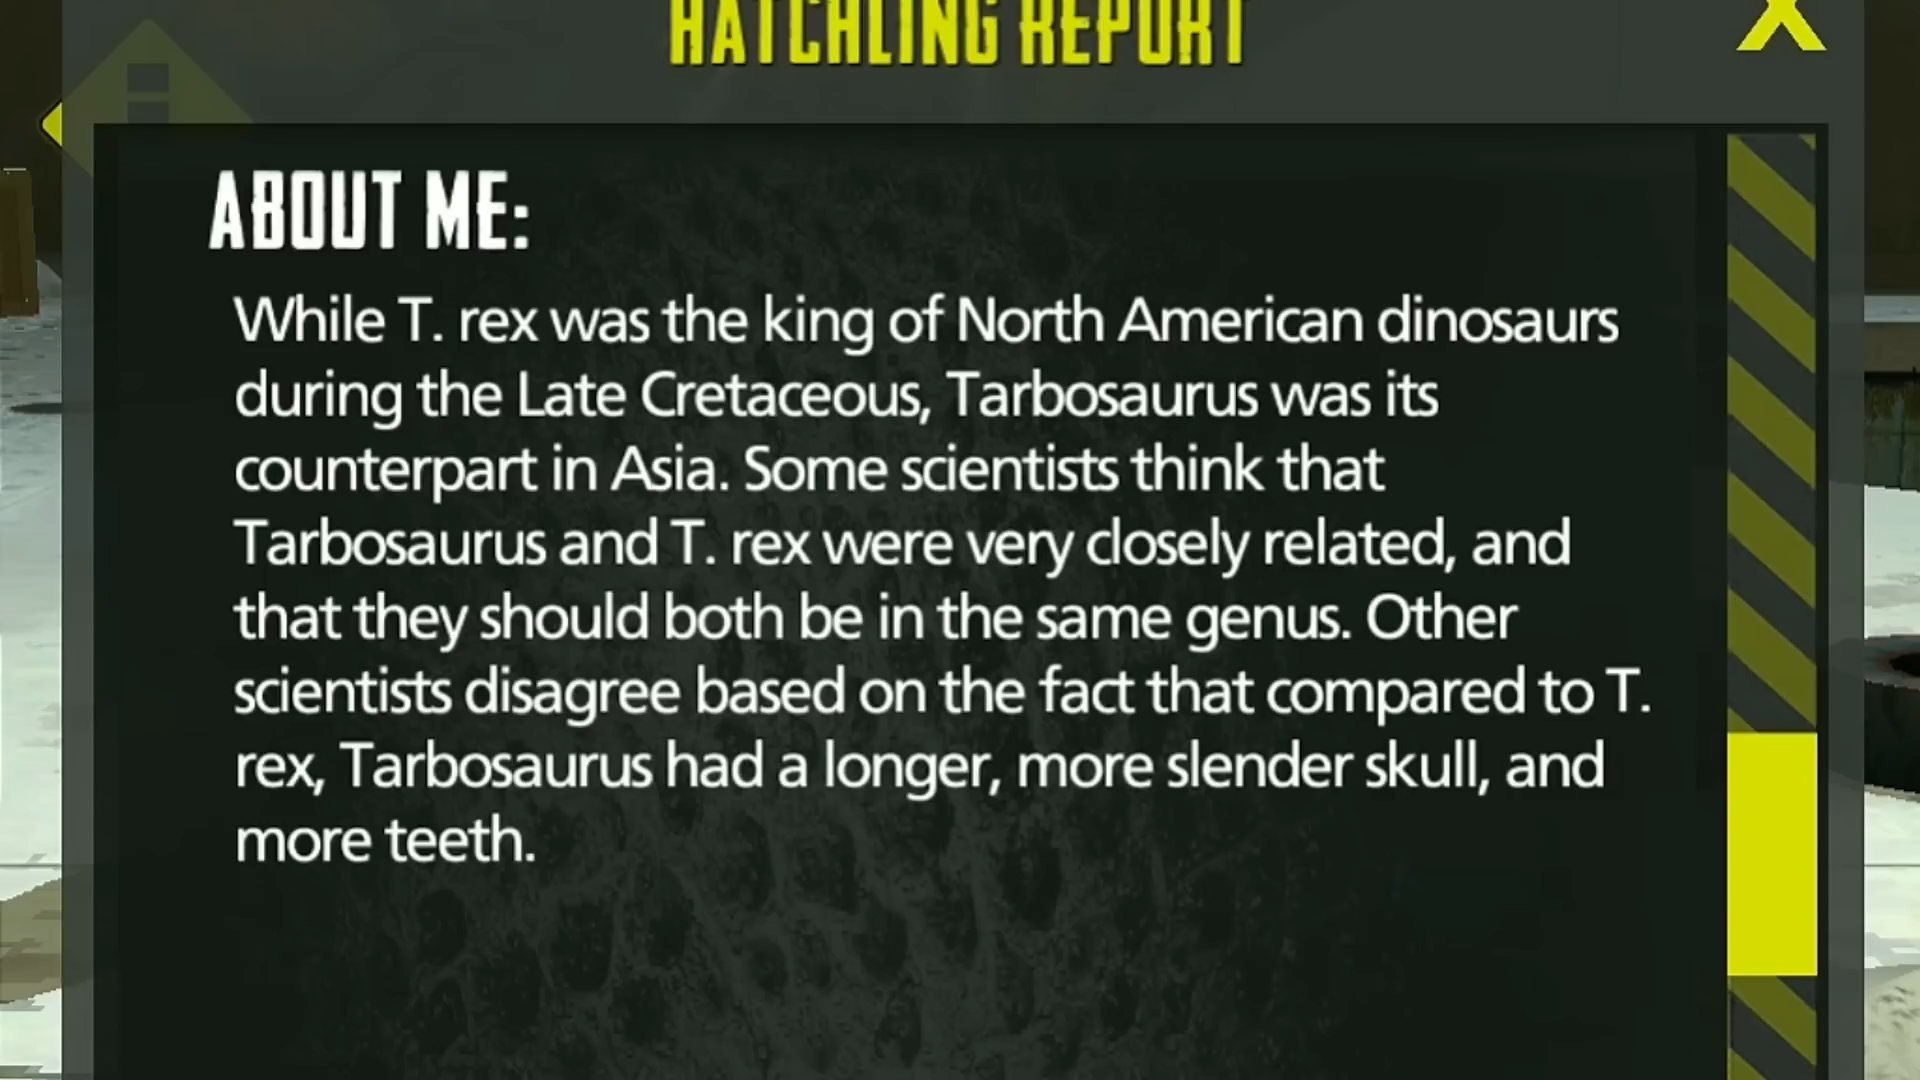 HATCHLING REPORT
X
ABOUT ME:
While T. rex was the king of North American dinosaurs
during the Late Cretaceous, Tarbosaurus was its
counterpart in Asia. Some scientists think that
Tarbosaurus and T. rex were very closely related, and
that they should both be in the same genus. Other
scientists disagree based on the fact that compared to T.
rex, Tarbosaurus had a longer, more slender skull, and
more teeth.